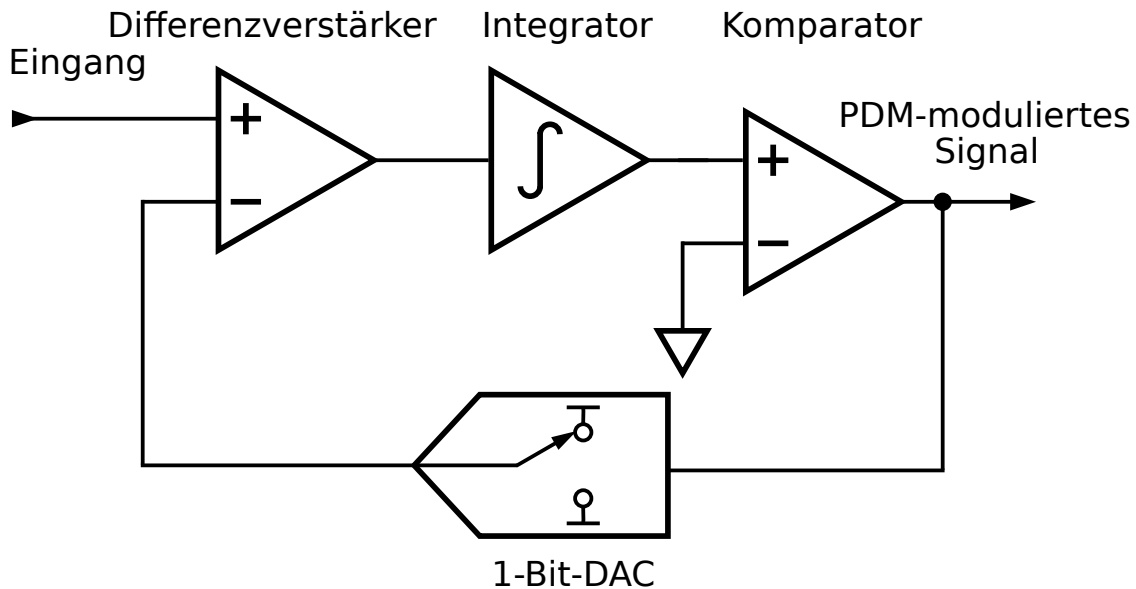 Differenzverstärker
Integrator
Komparator
Eingang
PDM-moduliertes
Signal
+
−
∫
+
−
1-Bit-DAC